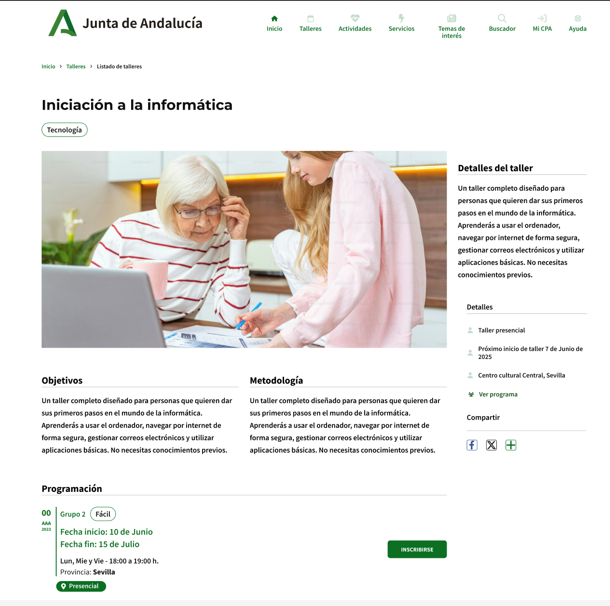 Junta de Andalucía
Inicio
Talleres
Actividades
Servicios
Temas de
interés
Buscador
Mi CPA
Ayuda
Inicio > Talleres > Listado de talleres
Iniciación a la informática
Tecnología
Detalles del taller
Un taller completo diseñado para
personas que quieren dar sus primeros
pasos en el mundo de la informática.
Aprenderás a usar el ordenador,
navegar por internet de forma segura,
gestionar correos electrónicos y utilizar
aplicaciones básicas. No necesitas
conocimientos previos.
Detalles
Taller presencial
Próximo inicio de taller 7 de Junio de
2025
Centro cultural Central, Sevilla
Ver programa
Compartir
Objetivos
Un taller completo diseñado para personas que quieren dar
sus primeros pasos en el mundo de la informática.
Aprenderás a usar el ordenador, navegar por internet de
forma segura, gestionar correos electrónicos y utilizar
aplicaciones básicas. No necesitas conocimientos previos.
Metodología
Un taller completo diseñado para personas que quieren dar
sus primeros pasos en el mundo de la informática.
Aprenderás a usar el ordenador, navegar por internet de
forma segura, gestionar correos electrónicos y utilizar
aplicaciones básicas. No necesitas conocimientos previos.
Programación
00
AAA
2025
Grupo 2 Fácil
Fecha inicio: 10 de Junio
Fecha fin: 15 de Julio
Lun, Mie y Vie - 18:00 a 19:00 h.
Provincia: Sevilla
Presencial
INSCRIBIRSE